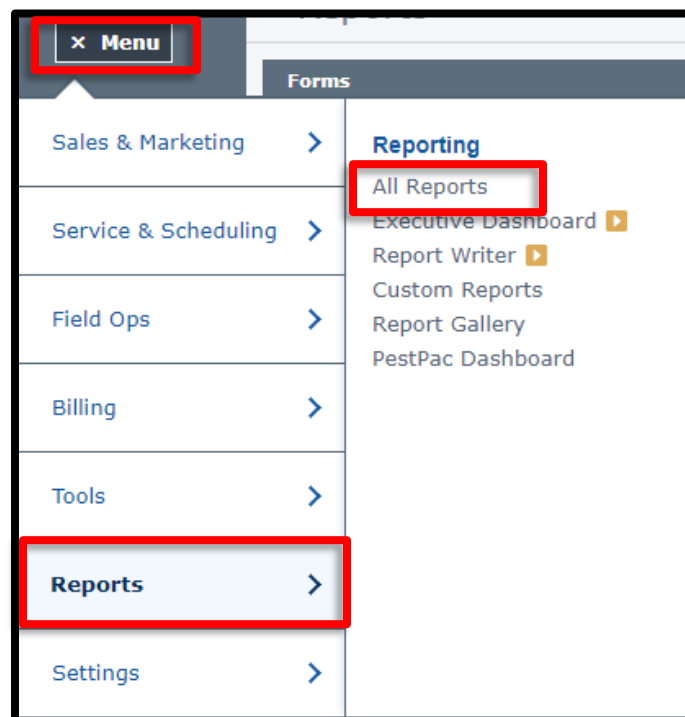 × Menu
Forms
Sales & Marketing
Service & Scheduling
Field Ops
Billing
Tools
Reports
Settings
Reporting
All Reports
Executive Dashboard
Report Writer
Custom Reports
Report Gallery
PestPac Dashboard